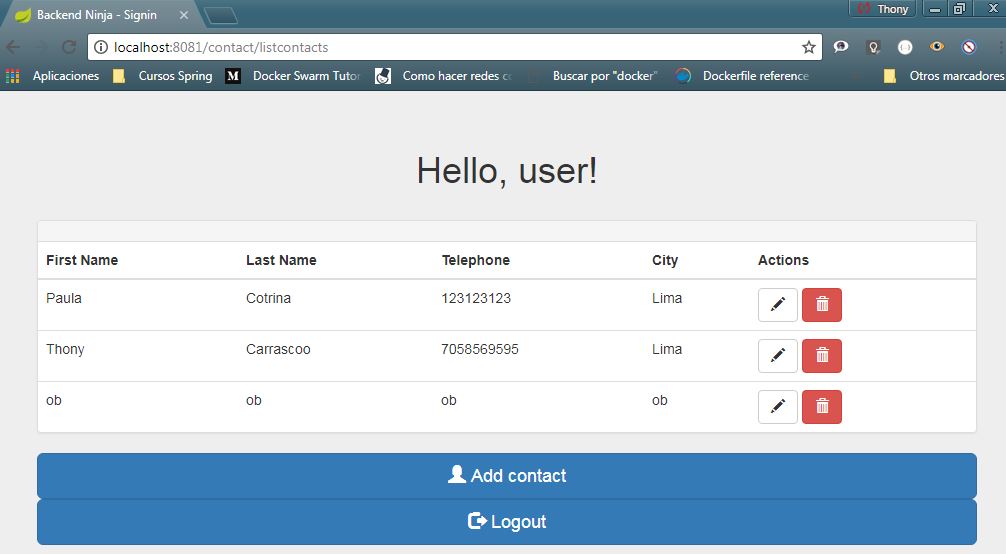 Backend Ninja - Signin
Thony
localhost:8081/contact/listcontacts
Aplicaciones Cursos Spring M Docker Swarm Tutor Como hacer redes Buscar por "docker" Dockerfile reference Otros marcadores
Hello, user!
First Name Last Name Telephone City Actions
Paula Cotrina 123123123 Lima
Thony Carrascoo 7058569595 Lima
ob ob ob ob
Add contact
Logout